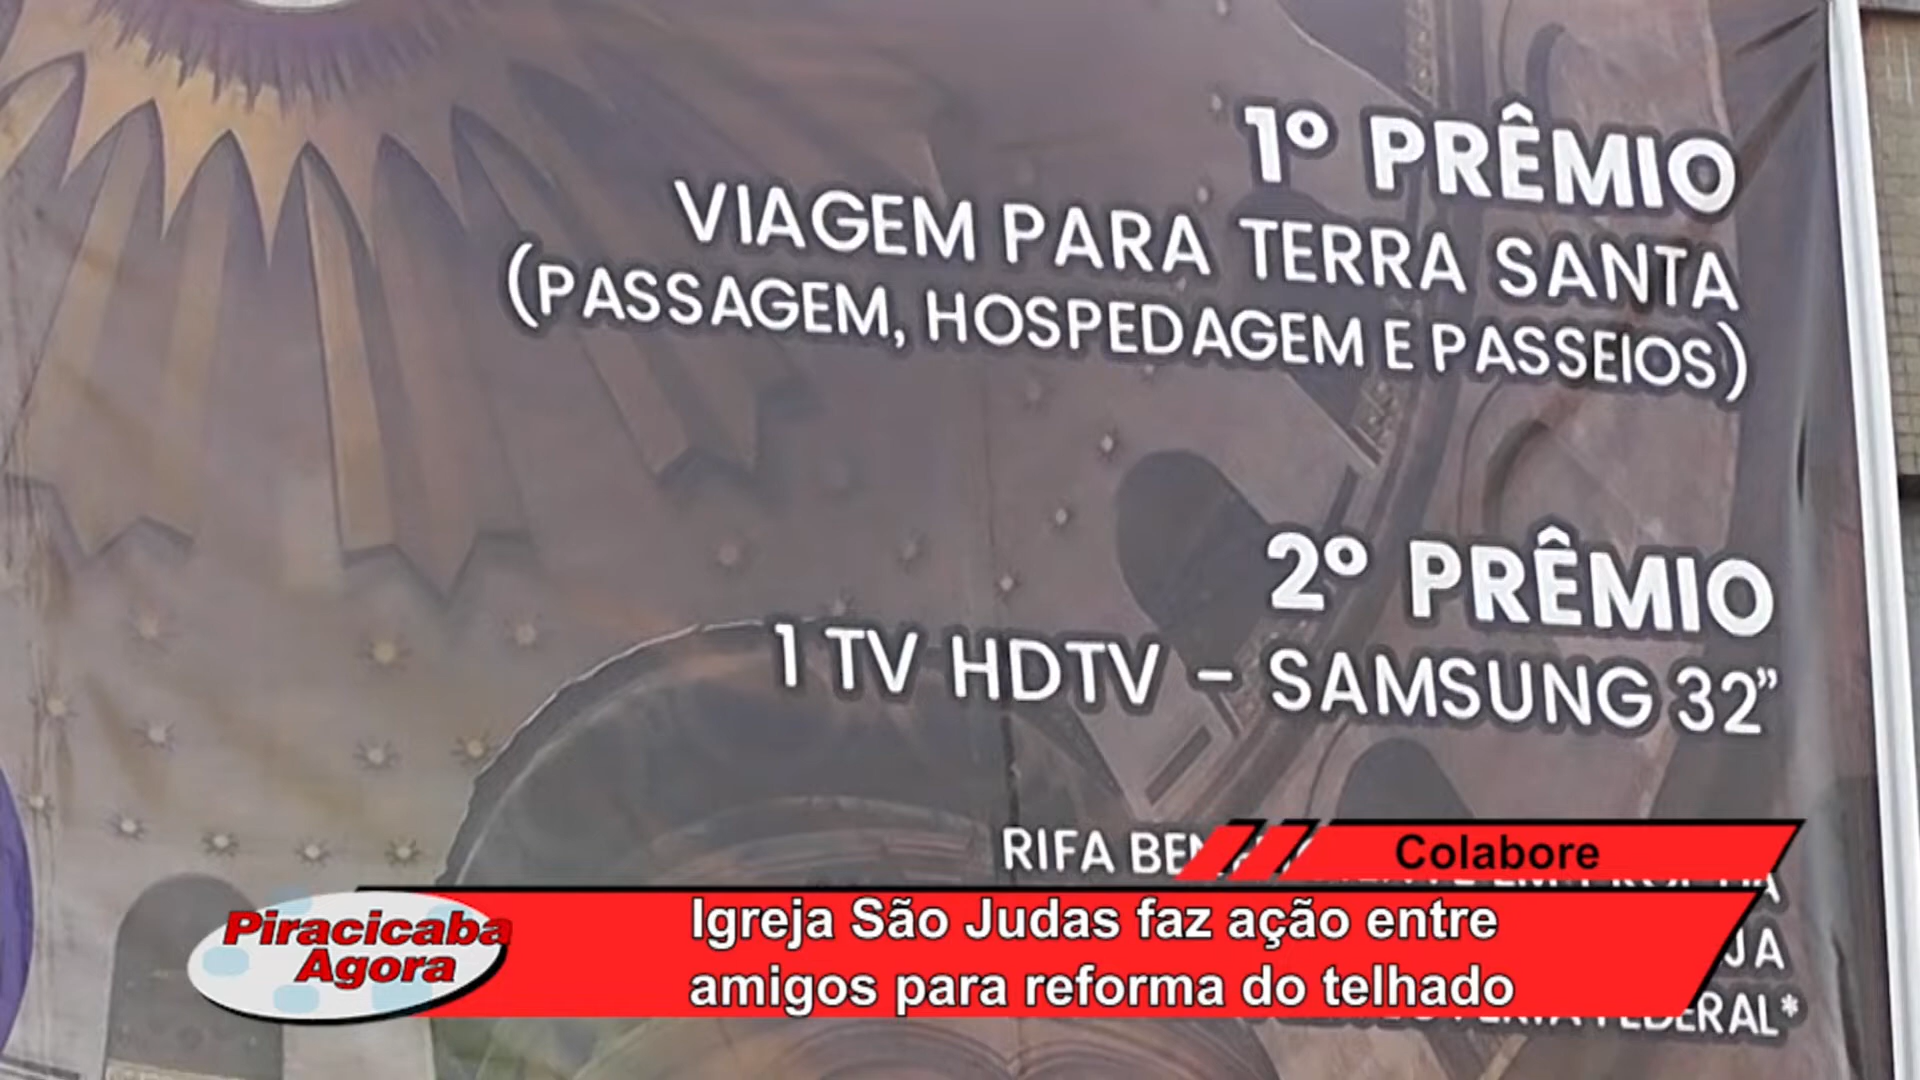 1º PRÊMIO
VIAGEM PARA TERRA SANTA
(PASSAGEM, HOSPEDAGEM E PASSEIOS)
2º PRÊMIO
1 TV HDTV – SAMSUNG 32”
RIFA
Colabore
Piracicaba
Agora
Igreja São Judas faz ação entre
amigos para reforma do telhado
FEDERAL*